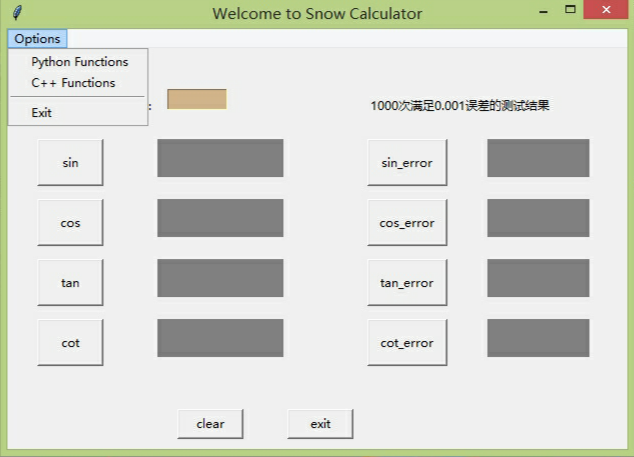 Welcome to Snow Calculator
Options
Python Functions
C++ Functions
Exit
:
1000次满足0.001误差的测试结果
sin
sin_error
cos
cos_error
tan
tan_error
cot
cot_error
clear
exit